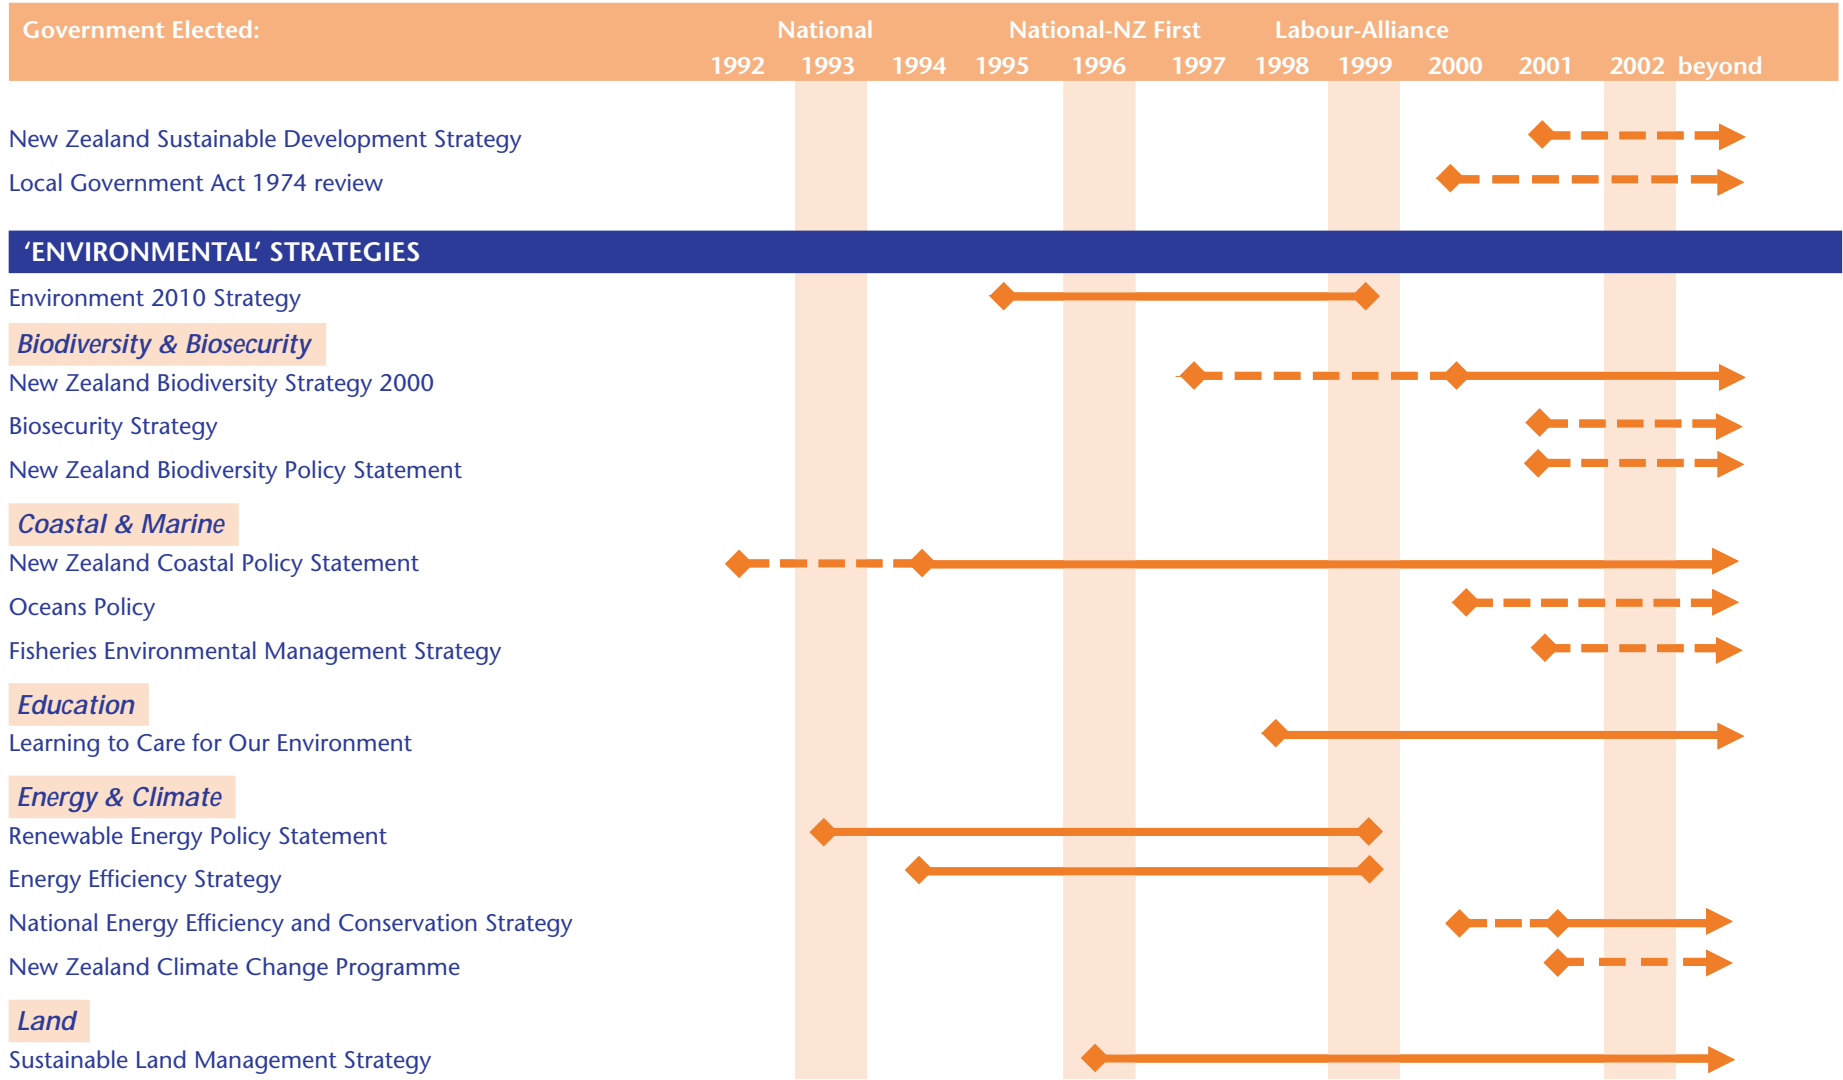 Government Elected: National National-NZ First Labour-Alliance
1992 1993 1994 1995 1996 1997 1998 1999 2000 2001 2002 beyond
New Zealand Sustainable Development Strategy
Local Government Act 1974 review
‘ENVIRONMENTAL’ STRATEGIES
Environment 2010 Strategy
Biodiversity & Biosecurity
New Zealand Biodiversity Strategy 2000
Biosecurity Strategy
New Zealand Biodiversity Policy Statement
Coastal & Marine
New Zealand Coastal Policy Statement
Oceans Policy
Fisheries Environmental Management Strategy
Education
Learning to Care for Our Environment
Energy & Climate
Renewable Energy Policy Statement
Energy Efficiency Strategy
National Energy Efficiency and Conservation Strategy
New Zealand Climate Change Programme
Land
Sustainable Land Management Strategy